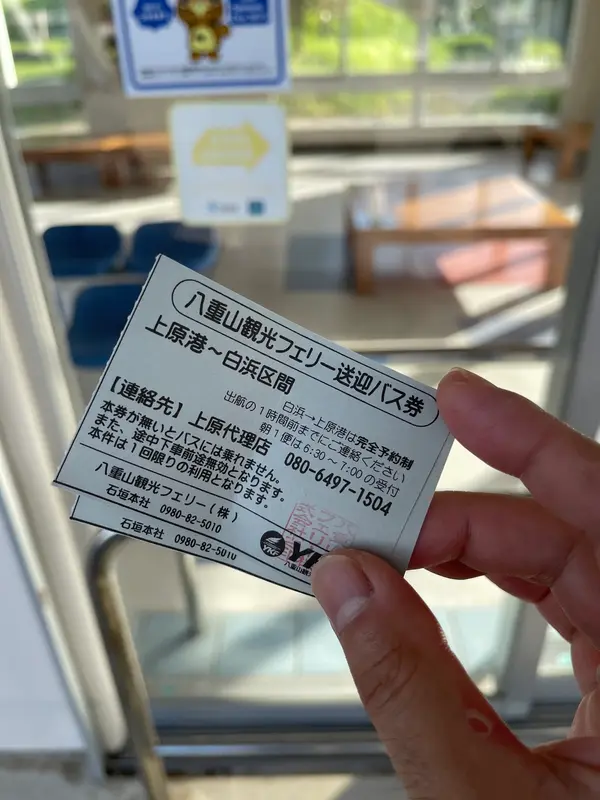 八重山観光フェリー送迎バス券
上原港～白浜区間
白浜→上原港は完全予約制
出航の1時間前までにご連絡ください
朝1便は6:30～7:00の受付
【連絡先】上原代理店 080-6497-1504
本券が無いとバスには乗れません。
また、途中下車前途無効となります。
本件は1回限りの利用となります。
八重山観光フェリー(株)
石垣本社 0980-82-5010
石垣本社 0980-82-5010